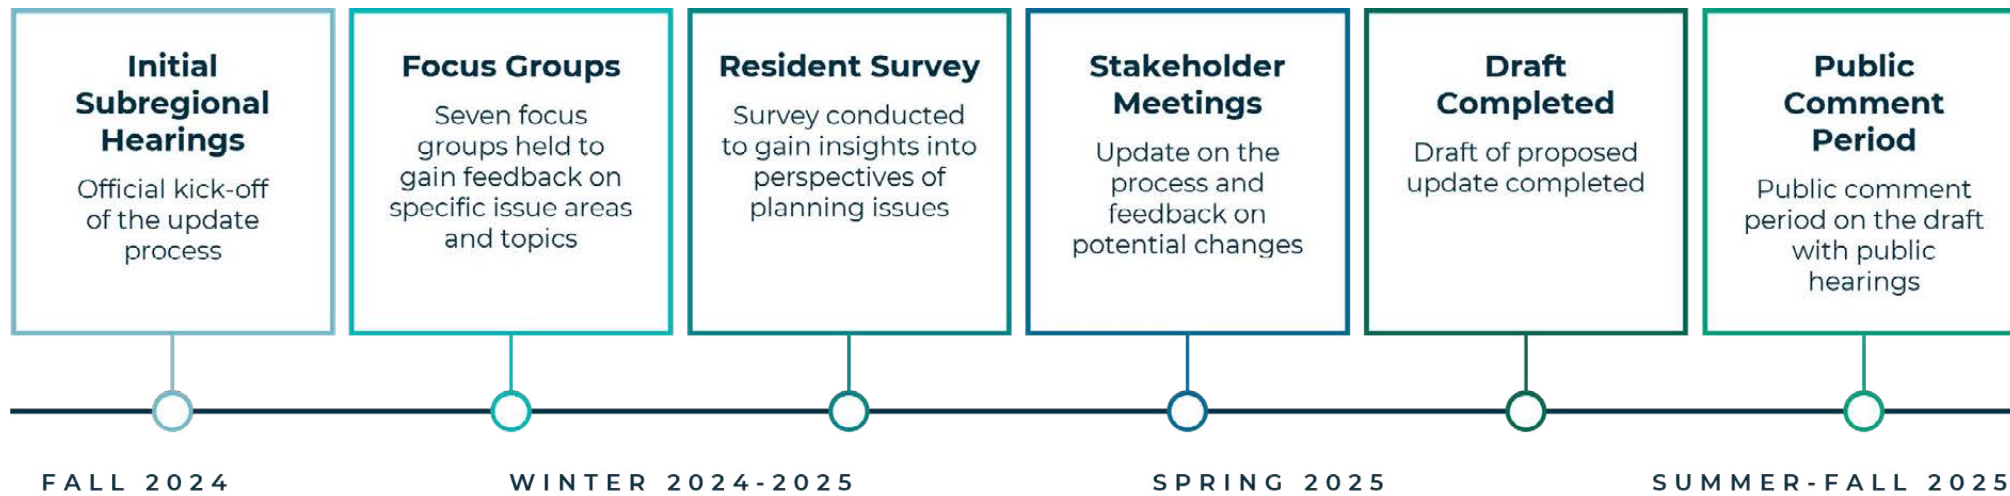 Initial
Subregional
Hearings
Official kick-off
of the update
process
Focus Groups
Seven focus
groups held to
gain feedback on
specific issue areas
and topics
Resident Survey
Survey conducted
to gain insights into
perspectives of
planning issues
Stakeholder
Meetings
Update on the
process and
feedback on
potential changes
Draft
Completed
Draft of proposed
update completed
Public
Comment
Period
Public comment
period on the draft
with public
hearings
FALL 2024
WINTER 2024-2025
SPRING 2025
SUMMER-FALL 2025